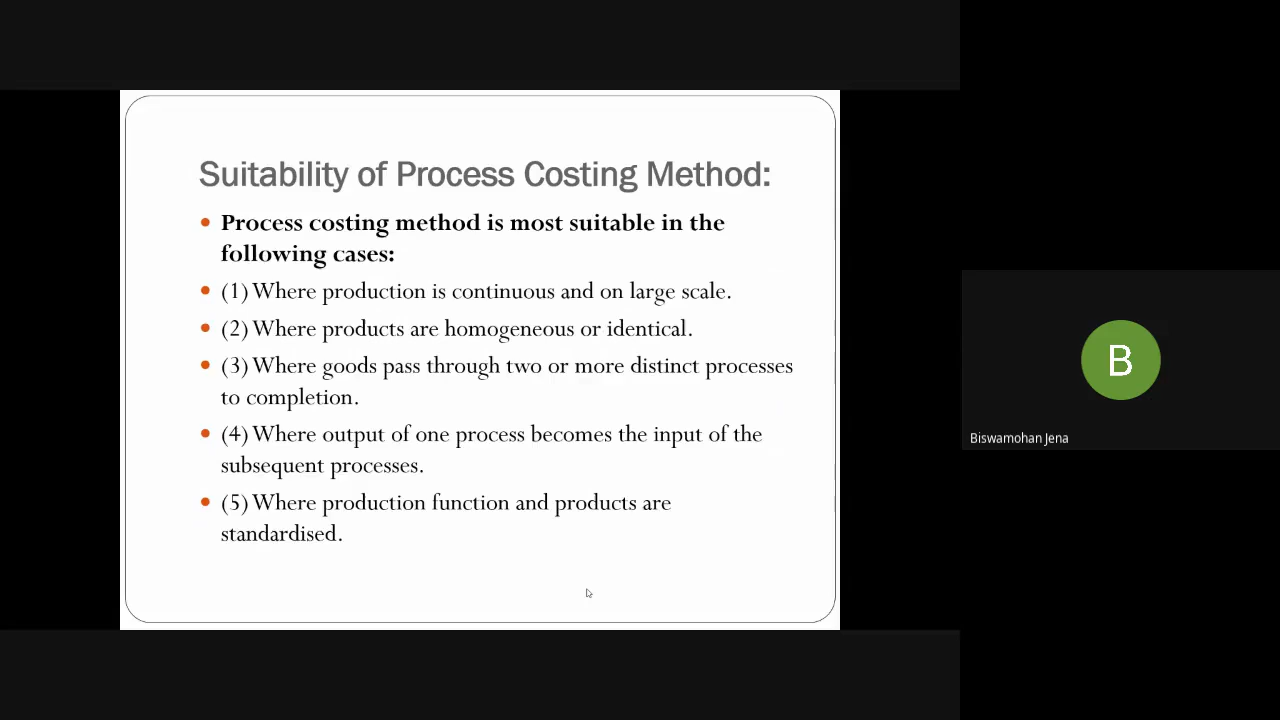 Suitability of Process Costing Method:
• Process costing method is most suitable in the
following cases:
• (1) Where production is continuous and on large scale.
• (2) Where products are homogeneous or identical.
• (3) Where goods pass through two or more distinct processes
to completion.
• (4) Where output of one process becomes the input of the
subsequent processes.
• (5) Where production function and products are
standardised.
B
Biswamohan Jena